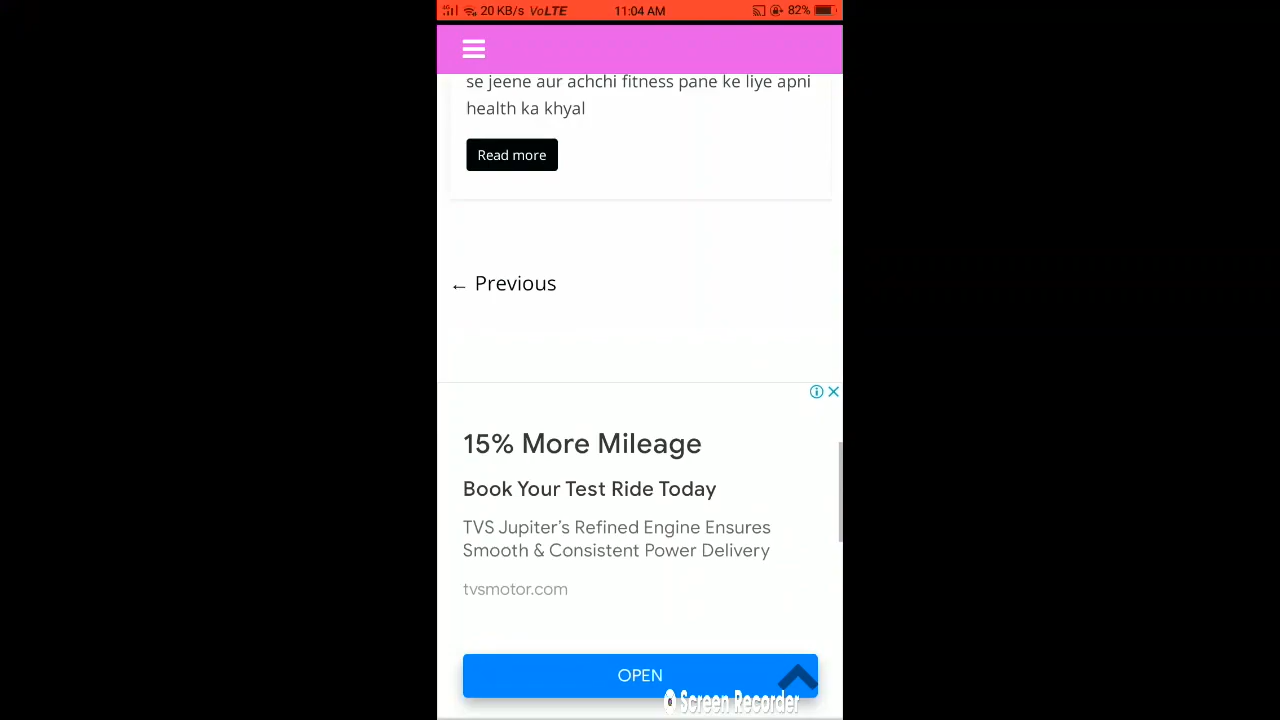 20 KB/s VoLTE 11:04 AM 82%
se jeene aur achchi fitness pane ke liye apni
health ka khyal
Read more
← Previous
15% More Mileage
Book Your Test Ride Today
TVS Jupiter's Refined Engine Ensures
Smooth & Consistent Power Delivery
tvsmotor.com
OPEN
Screen Recorder